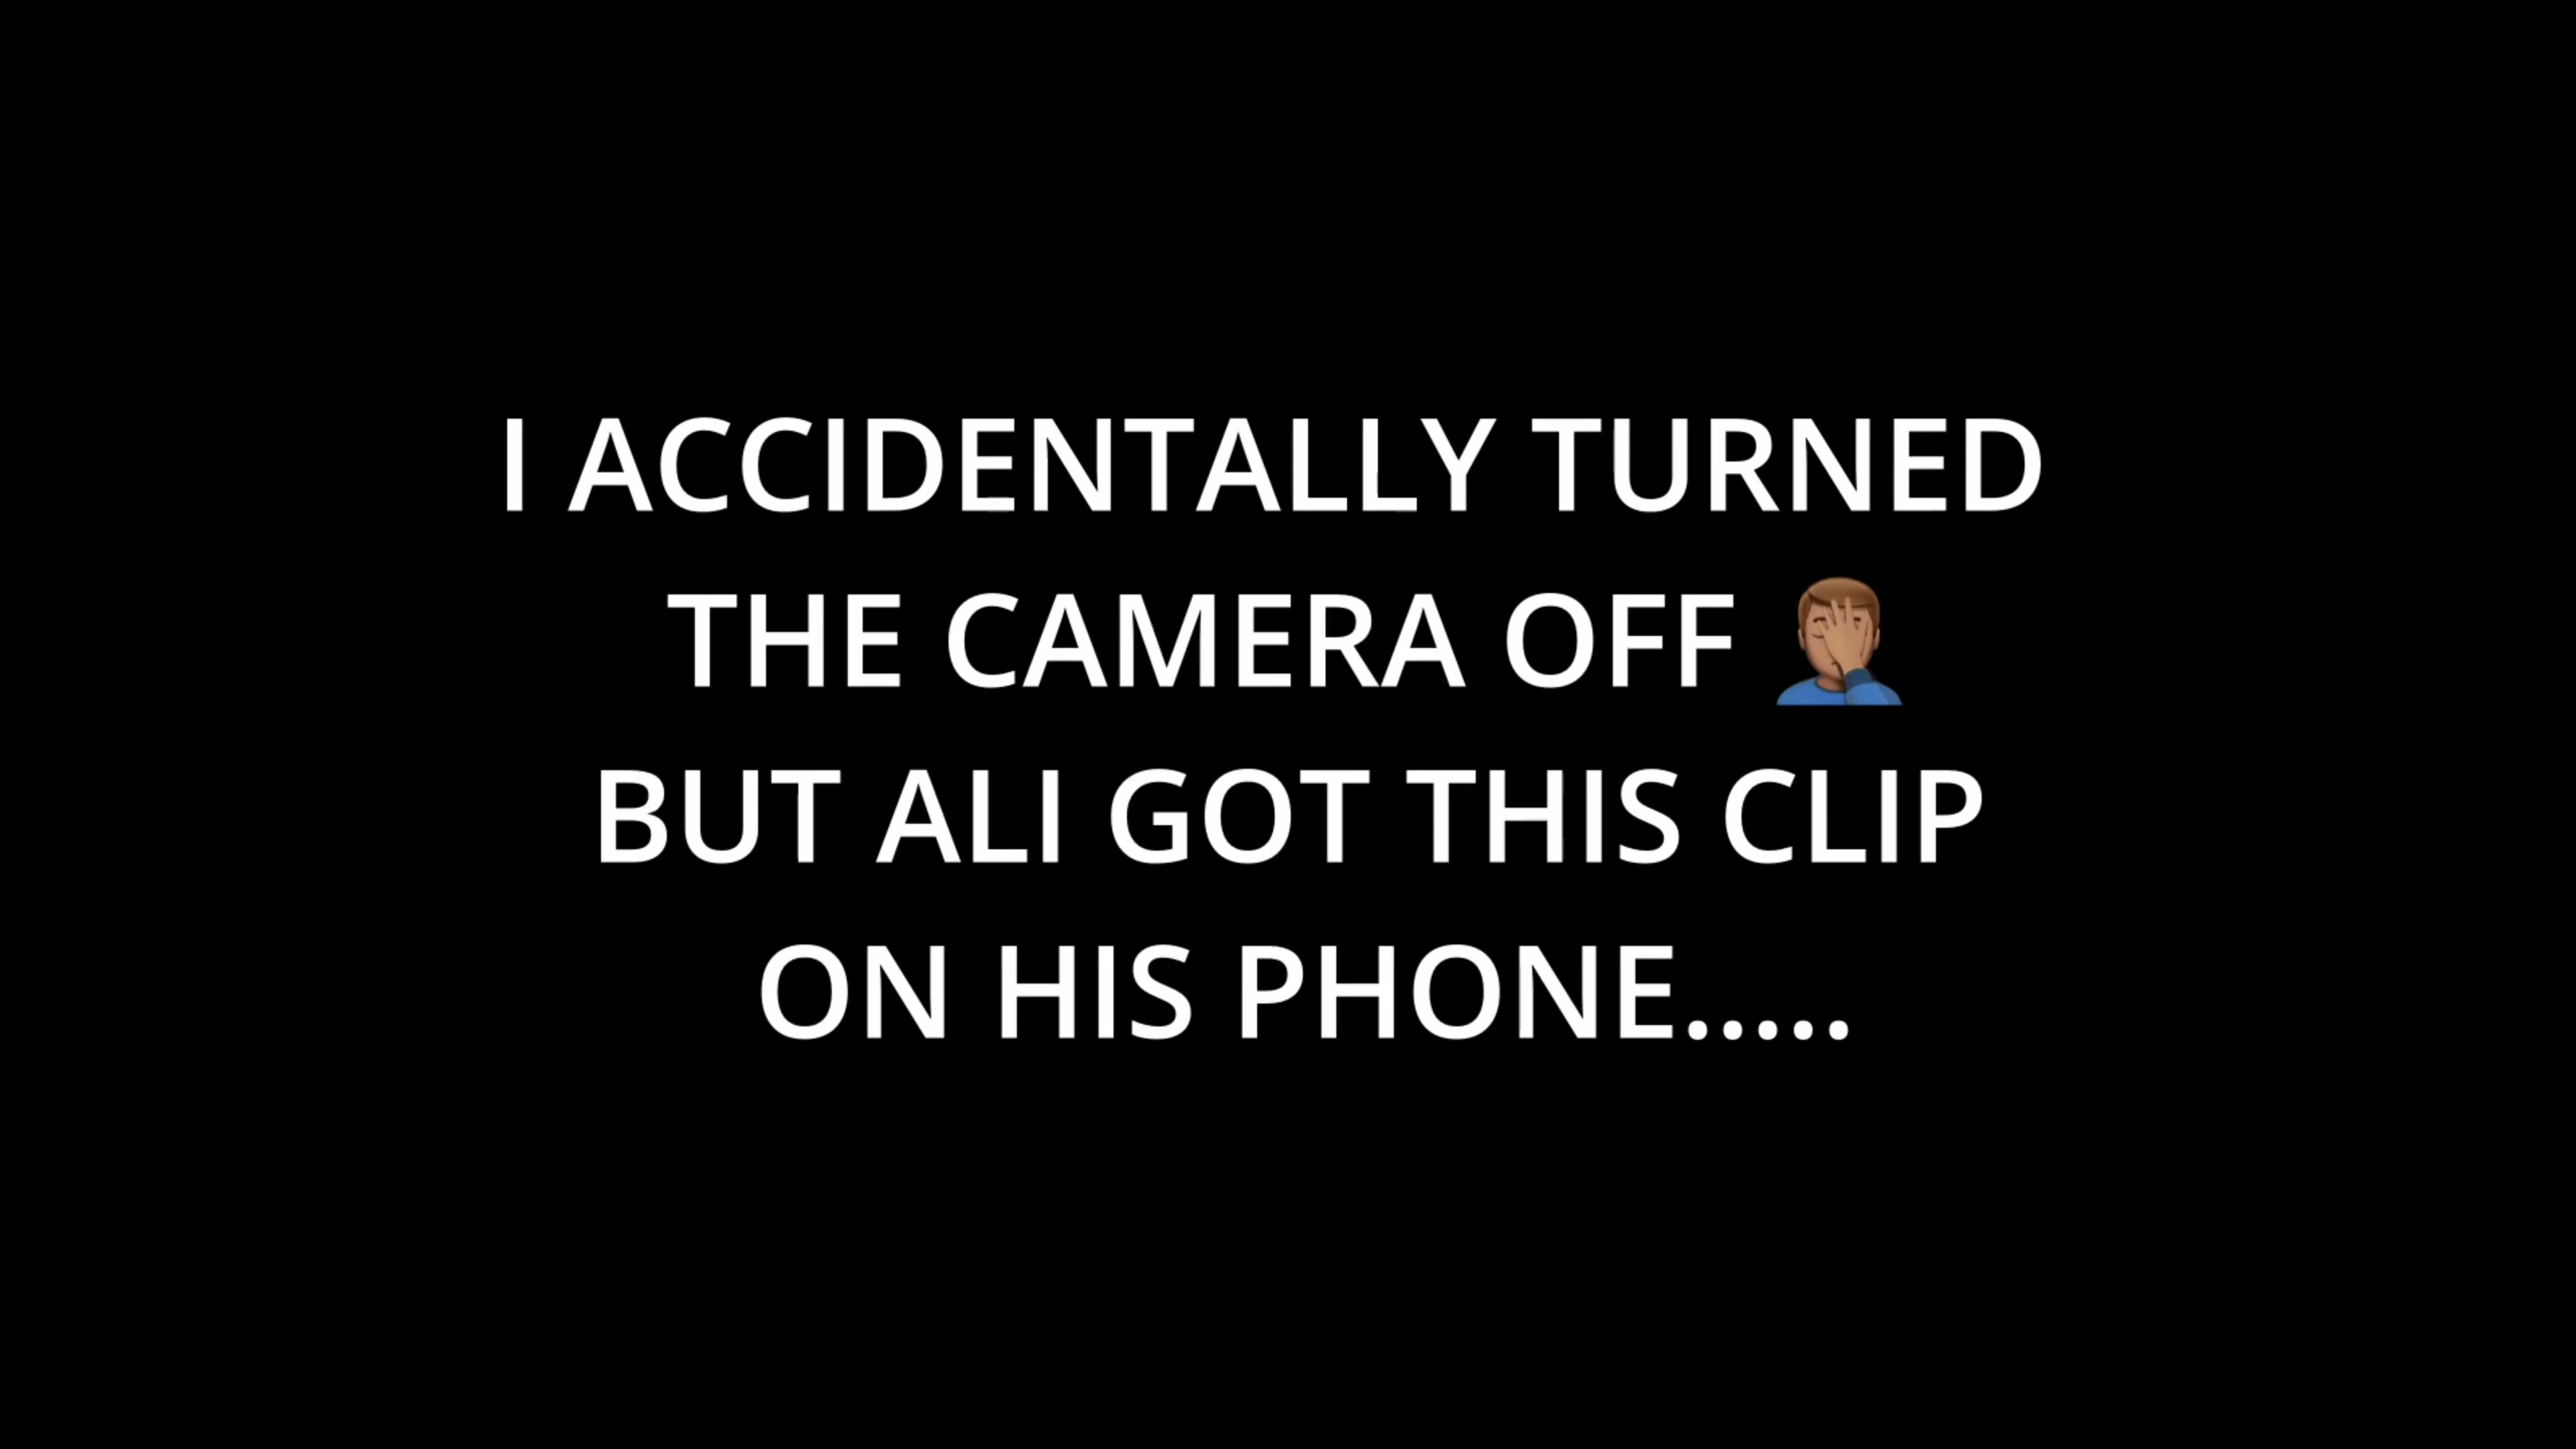 I ACCIDENTALLY TURNED
THE CAMERA OFF 🤦🏽‍♂️
BUT ALI GOT THIS CLIP
ON HIS PHONE.....